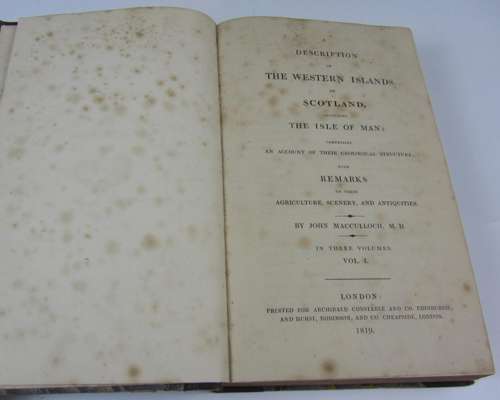 A
DESCRIPTION
OF
THE WESTERN ISLANDS
OF
SCOTLAND,
INCLUDING
THE ISLE OF MAN:
COMPRISING
AN ACCOUNT OF THEIR GEOLOGICAL STRUCTURE;
WITH
REMARKS
ON THEIR
AGRICULTURE, SCENERY, AND ANTIQUITIES.
BY JOHN MACCULLOCH, M.D.
IN THREE VOLUMES.
VOL. I.
LONDON:
PRINTED FOR ARCHIBALD CONSTABLE AND CO. EDINBURGH;
AND HURST, ROBINSON, AND CO. CHEAPSIDE, LONDON.
1819.